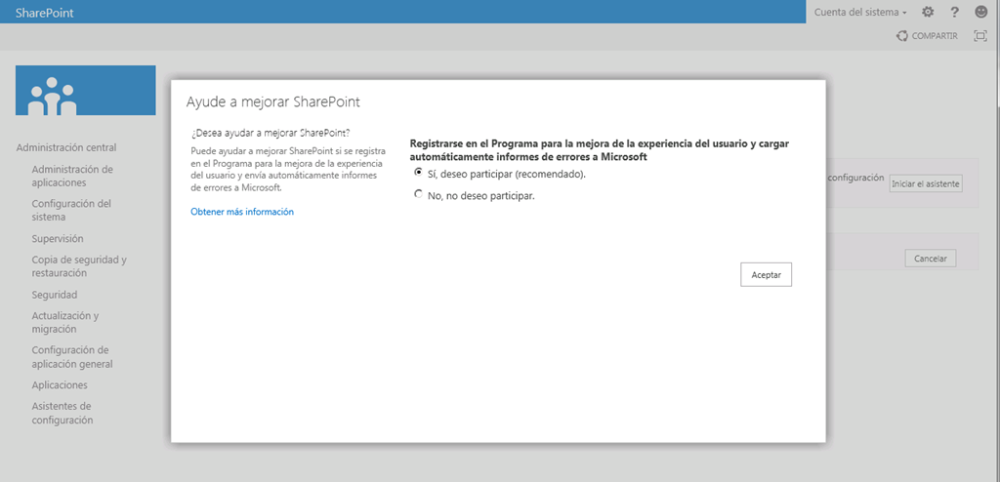 SharePoint
Cuenta del sistema
?
COMPARTIR
Administración central
Administración de
aplicaciones
Configuración del
sistema
Supervisión
Copia de seguridad y
restauración
Seguridad
Actualización y
migración
Configuración de
aplicación general
Aplicaciones
Asistentes de
configuración
Ayude a mejorar SharePoint
¿Desea ayudar a mejorar SharePoint?
Puede ayudar a mejorar SharePoint si se registra
en el Programa para la mejora de la experiencia
del usuario y envía automáticamente informes
de errores a Microsoft.
Obtener más información
Registrarse en el Programa para la mejora de la experiencia del usuario y cargar
automáticamente informes de errores a Microsoft
Sí, deseo participar (recomendado).
No, no deseo participar.
Aceptar
configuración
Iniciar el asistente
Cancelar